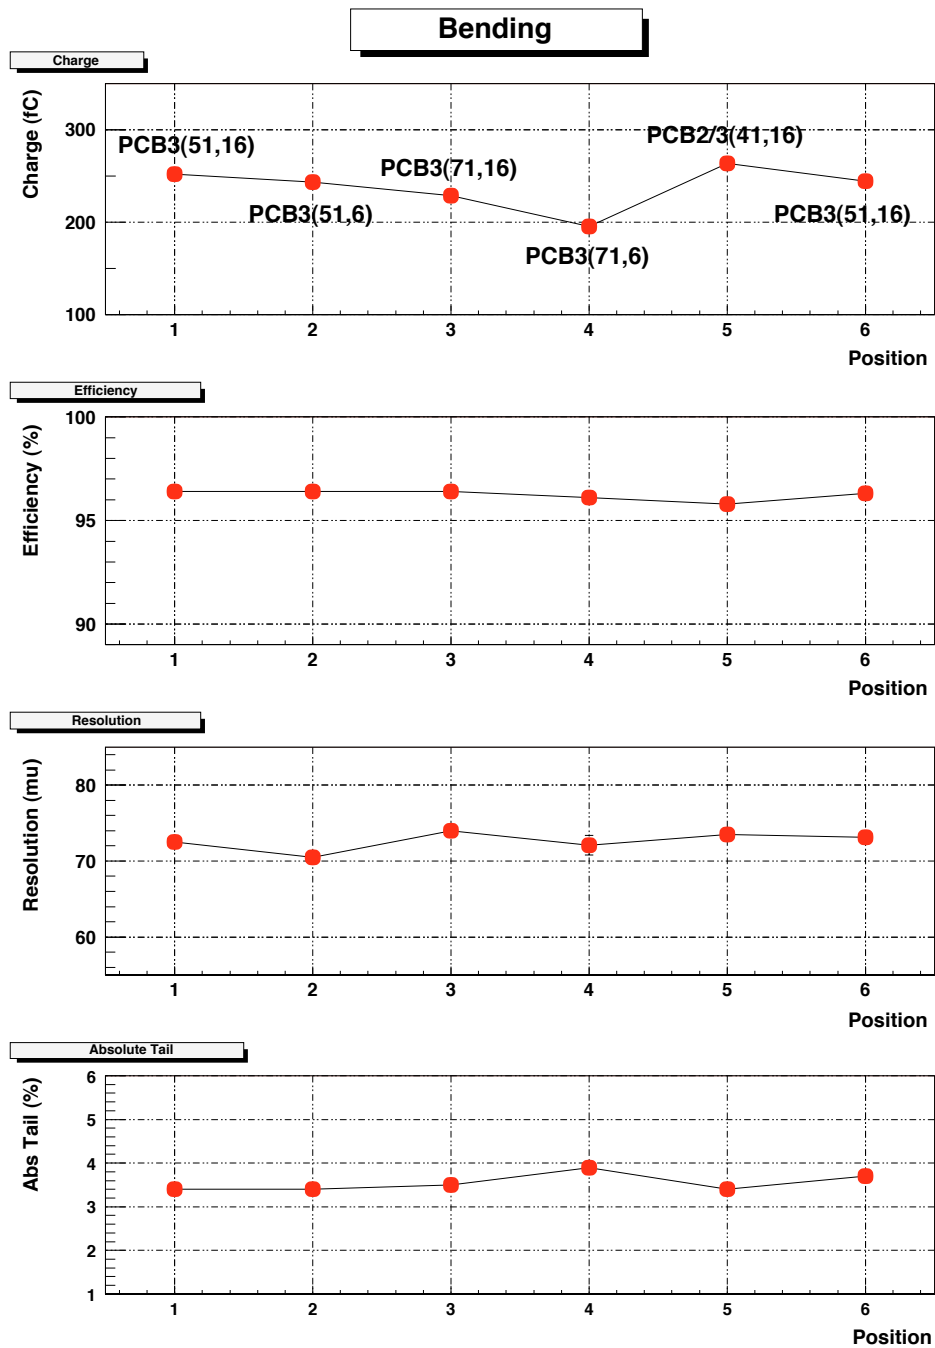 Bending
Charge
Charge (fC)
300
200
100
PCB3(51,16)
PCB3(51,6)
PCB3(71,16)
PCB3(71,6)
PCB2/3(41,16)
PCB3(51,16)
1 2 3 4 5 6
Position
Efficiency
Efficiency (%)
100
95
90
1 2 3 4 5 6
Position
Resolution
Resolution (mu)
80
70
60
1 2 3 4 5 6
Position
Absolute Tail
Abs Tail (%)
6
5
4
3
2
1
1 2 3 4 5 6
Position